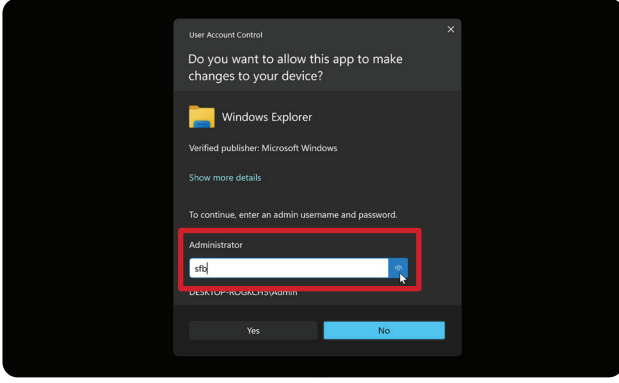 User Account Control
Do you want to allow this app to make
changes to your device?
Windows Explorer
Verified publisher: Microsoft Windows
Show more details
To continue, enter an admin username and password.
Administrator
sfb
DESKTOP-ROGKCH5\Admin
Yes
No